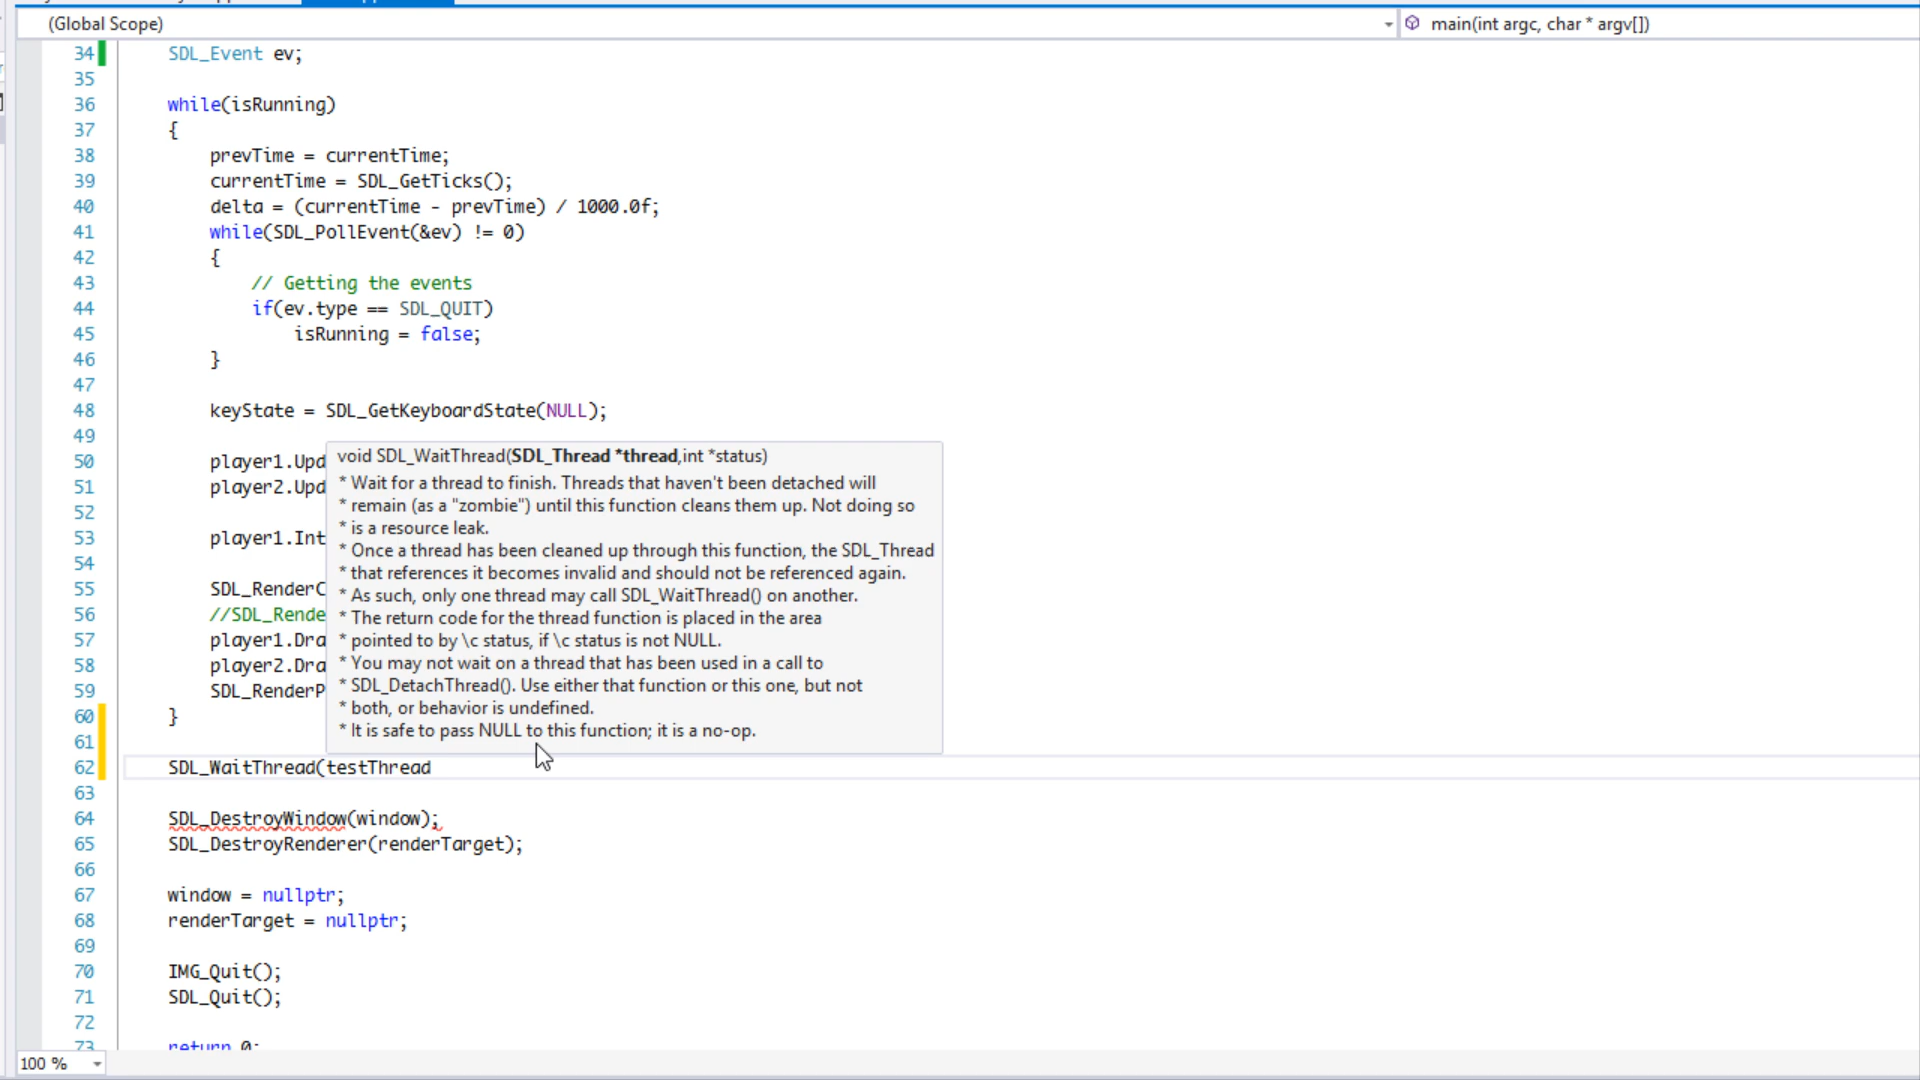 (Global Scope)
main(int argc, char * argv[])
34 SDL_Event ev;
35
36 while(isRunning)
37 {
38 prevTime = currentTime;
39 currentTime = SDL_GetTicks();
40 delta = (currentTime - prevTime) / 1000.0f;
41 while(SDL_PollEvent(&ev) != 0)
42 {
43 // Getting the events
44 if(ev.type == SDL_QUIT)
45 isRunning = false;
46 }
47
48 keyState = SDL_GetKeyboardState(NULL);
49
void SDL_WaitThread(SDL_Thread *thread,int *status)
* Wait for a thread to finish. Threads that haven't been detached will
* remain (as a "zombie") until this function cleans them up. Not doing so
* is a resource leak.
* Once a thread has been cleaned up through this function, the SDL_Thread
* that references it becomes invalid and should not be referenced again.
* As such, only one thread may call SDL_WaitThread() on another.
* The return code for the thread function is placed in the area
* pointed to by \c status, if \c status is not NULL.
* You may not wait on a thread that has been used in a call to
* SDL_DetachThread(). Use either that function or this one, but not
* both, or behavior is undefined.
* It is safe to pass NULL to this function; it is a no-op.
50 player1.Upd
51 player2.Upd
52
53 player1.Int
54
55 SDL_RenderC
56 //SDL_Rende
57 player1.Dra
58 player2.Dra
59 SDL_RenderP
60 }
61
62 SDL_WaitThread(testThread
63
64 SDL_DestroyWindow(window);
65 SDL_DestroyRenderer(renderTarget);
66
67 window = nullptr;
68 renderTarget = nullptr;
69
70 IMG_Quit();
71 SDL_Quit();
72
73 return 0;
100 %